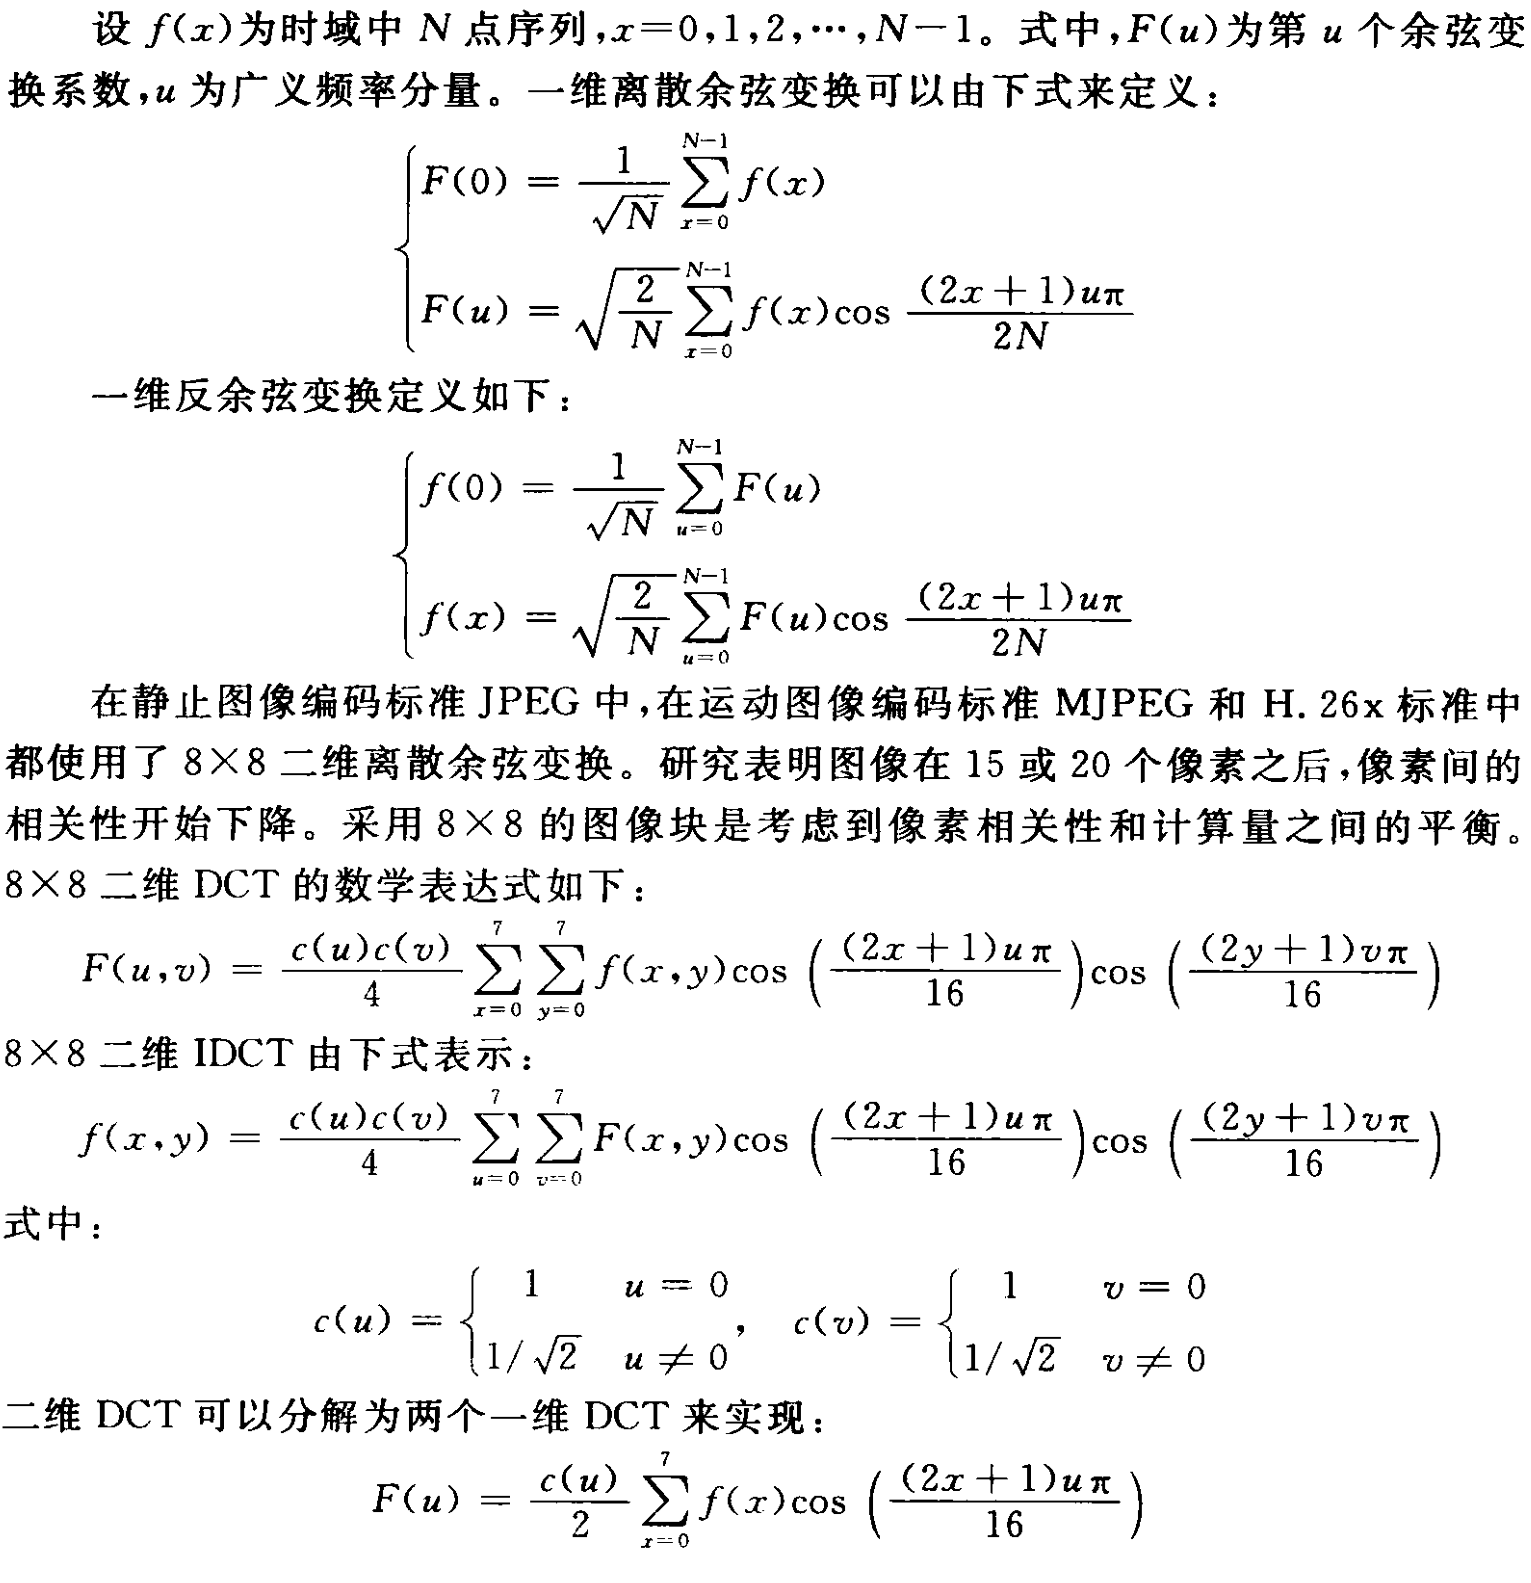 设 f(x)为时域中 N 点序列,x=0,1,2,…,N−1。式中,F(u)为第 u 个余弦变
换系数,u 为广义频率分量。一维离散余弦变换可以由下式来定义:
$$\begin{cases} F(0) = \frac{1}{\sqrt{N}} \sum_{x=0}^{N-1} f(x) \\ F(u) = \sqrt{\frac{2}{N}} \sum_{x=0}^{N-1} f(x)\cos \frac{(2x+1)u\pi}{2N} \end{cases}$$
一维反余弦变换定义如下:
$$\begin{cases} f(0) = \frac{1}{\sqrt{N}} \sum_{u=0}^{N-1} F(u) \\ f(x) = \sqrt{\frac{2}{N}} \sum_{u=0}^{N-1} F(u)\cos \frac{(2x+1)u\pi}{2N} \end{cases}$$
在静止图像编码标准 JPEG 中,在运动图像编码标准 MJPEG 和 H. 26x 标准中
都使用了 8×8 二维离散余弦变换。研究表明图像在 15 或 20 个像素之后,像素间的
相关性开始下降。采用 8×8 的图像块是考虑到像素相关性和计算量之间的平衡。
8×8 二维 DCT 的数学表达式如下:
$$F(u,v) = \frac{c(u)c(v)}{4} \sum_{x=0}^{7} \sum_{y=0}^{7} f(x,y)\cos \left(\frac{(2x+1)u\pi}{16}\right)\cos \left(\frac{(2y+1)v\pi}{16}\right)$$
8×8 二维 IDCT 由下式表示:
$$f(x,y) = \frac{c(u)c(v)}{4} \sum_{u=0}^{7} \sum_{v=0}^{7} F(x,y)\cos \left(\frac{(2x+1)u\pi}{16}\right)\cos \left(\frac{(2y+1)v\pi}{16}\right)$$
式中:
$$c(u) = \begin{cases} 1 & u = 0 \\ 1/\sqrt{2} & u \neq 0 \end{cases}, \quad c(v) = \begin{cases} 1 & v = 0 \\ 1/\sqrt{2} & v \neq 0 \end{cases}$$
二维 DCT 可以分解为两个一维 DCT 来实现:
$$F(u) = \frac{c(u)}{2} \sum_{x=0}^{7} f(x)\cos \left(\frac{(2x+1)u\pi}{16}\right)$$